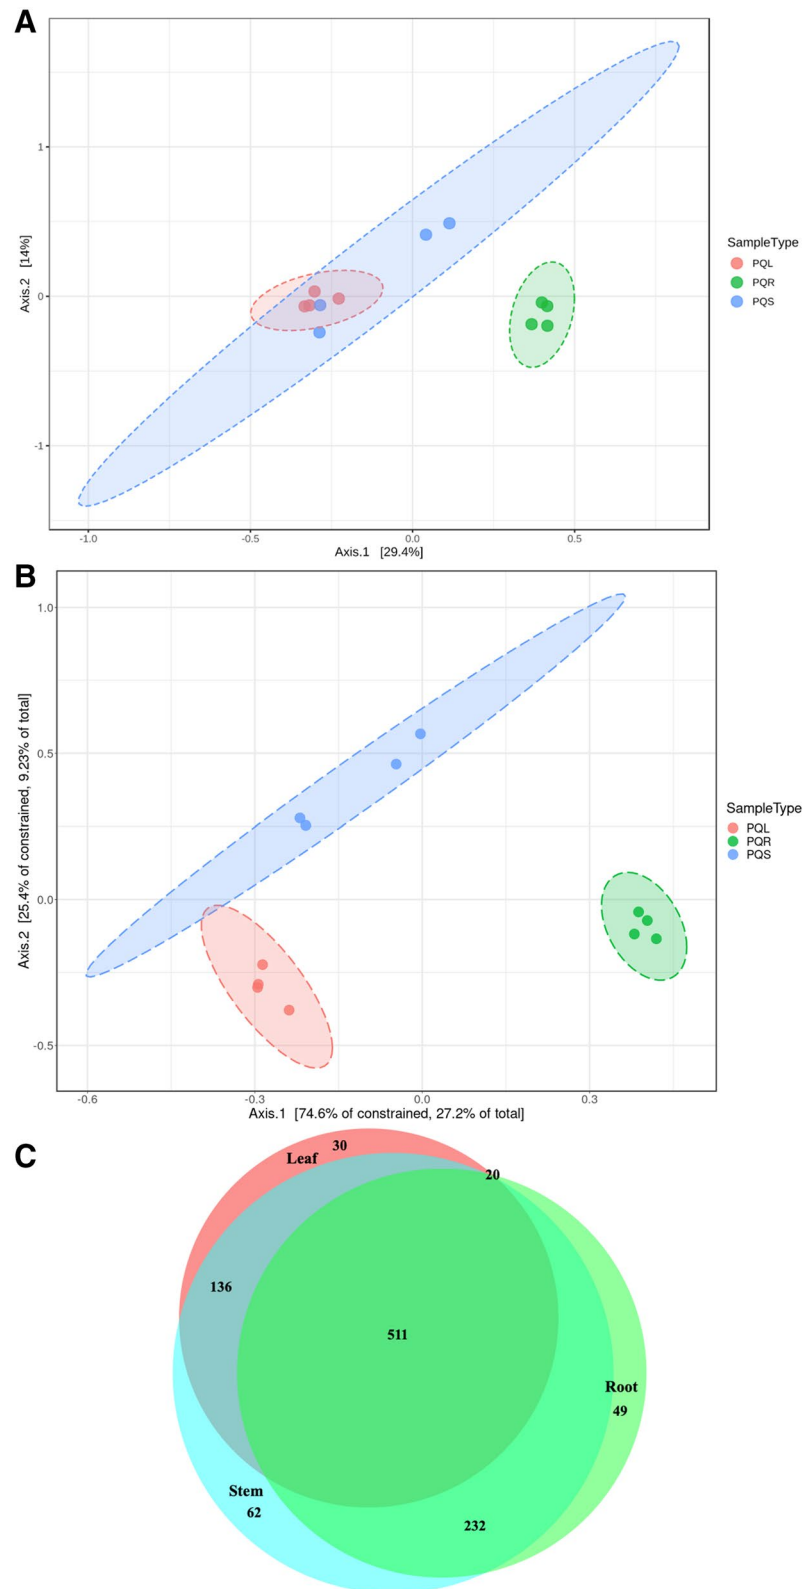 A
1
0
-1
Axis.2 [14%]
-1.0
-0.5
0.0
0.5
Axis.1 [29.4%]
SampleType
PQL
PQR
PQS
B
1.0
0.5
0.0
-0.5
Axis.2 [25.4% of constrained, 9.23% of total]
-0.6
-0.3
0.0
0.3
Axis.1 [74.6% of constrained, 27.2% of total]
SampleType
PQL
PQR
PQS
C
30
Leaf
20
136
511
Root
49
Stem
62
232